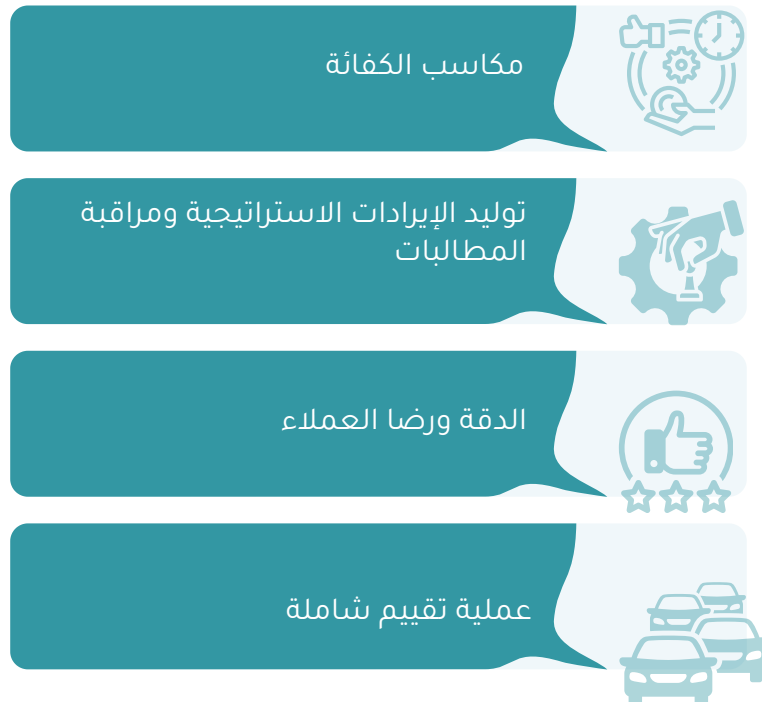 مكاسب الكفائة
توليد الإيرادات الاستراتيجية ومراقبة
المطالبات
الدقة ورضا العملاء
عملية تقييم شاملة